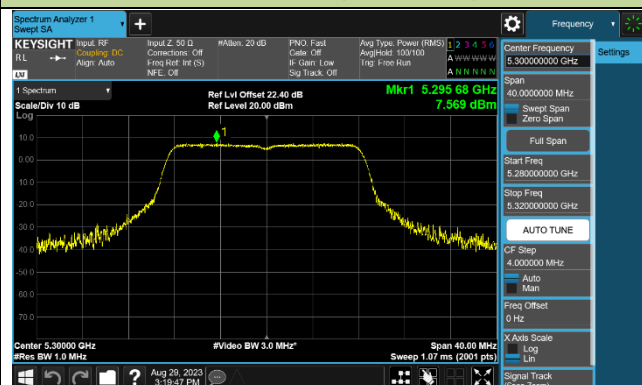 Spectrum Analyzer 1
Swept SA
+
Frequency
KEYSIGHT
RL
LXI
Input: RF
Coupling: DC
Align: Auto
Input Z: 50 Ω
Corrections: Off
Freq Ref: Int (S)
NFE: Off
#Atten: 20 dB
PNO: Fast
Gate: Off
IF Gain: Low
Sig Track: Off
Avg Type: Power (RMS)
Avg|Hold: 100/100
Trig: Free Run
1 2 3 4 5 6
A W W W W W
A N N N N N
1 Spectrum
Scale/Div 10 dB
Log
Ref Lvl Offset 22.40 dB
Ref Level 20.00 dBm
Mkr1 5.295 68 GHz
7.569 dBm
1
10.0
0.00
-10.0
-20.0
-30.0
-40.0
-50.0
-60.0
-70.0
Center 5.30000 GHz
#Res BW 1.0 MHz
#Video BW 3.0 MHz*
Span 40.00 MHz
Sweep 1.07 ms (2001 pts)
Center Frequency
5.300000000 GHz
Settings
Span
40.0000000 MHz
Swept Span
Zero Span
Full Span
Start Freq
5.280000000 GHz
Stop Freq
5.320000000 GHz
AUTO TUNE
CF Step
4.000000 MHz
Auto
Man
Freq Offset
0 Hz
X Axis Scale
Log
Lin
Signal Track
(Span Zoom)
?
Aug 29, 2023
3:19:47 PM